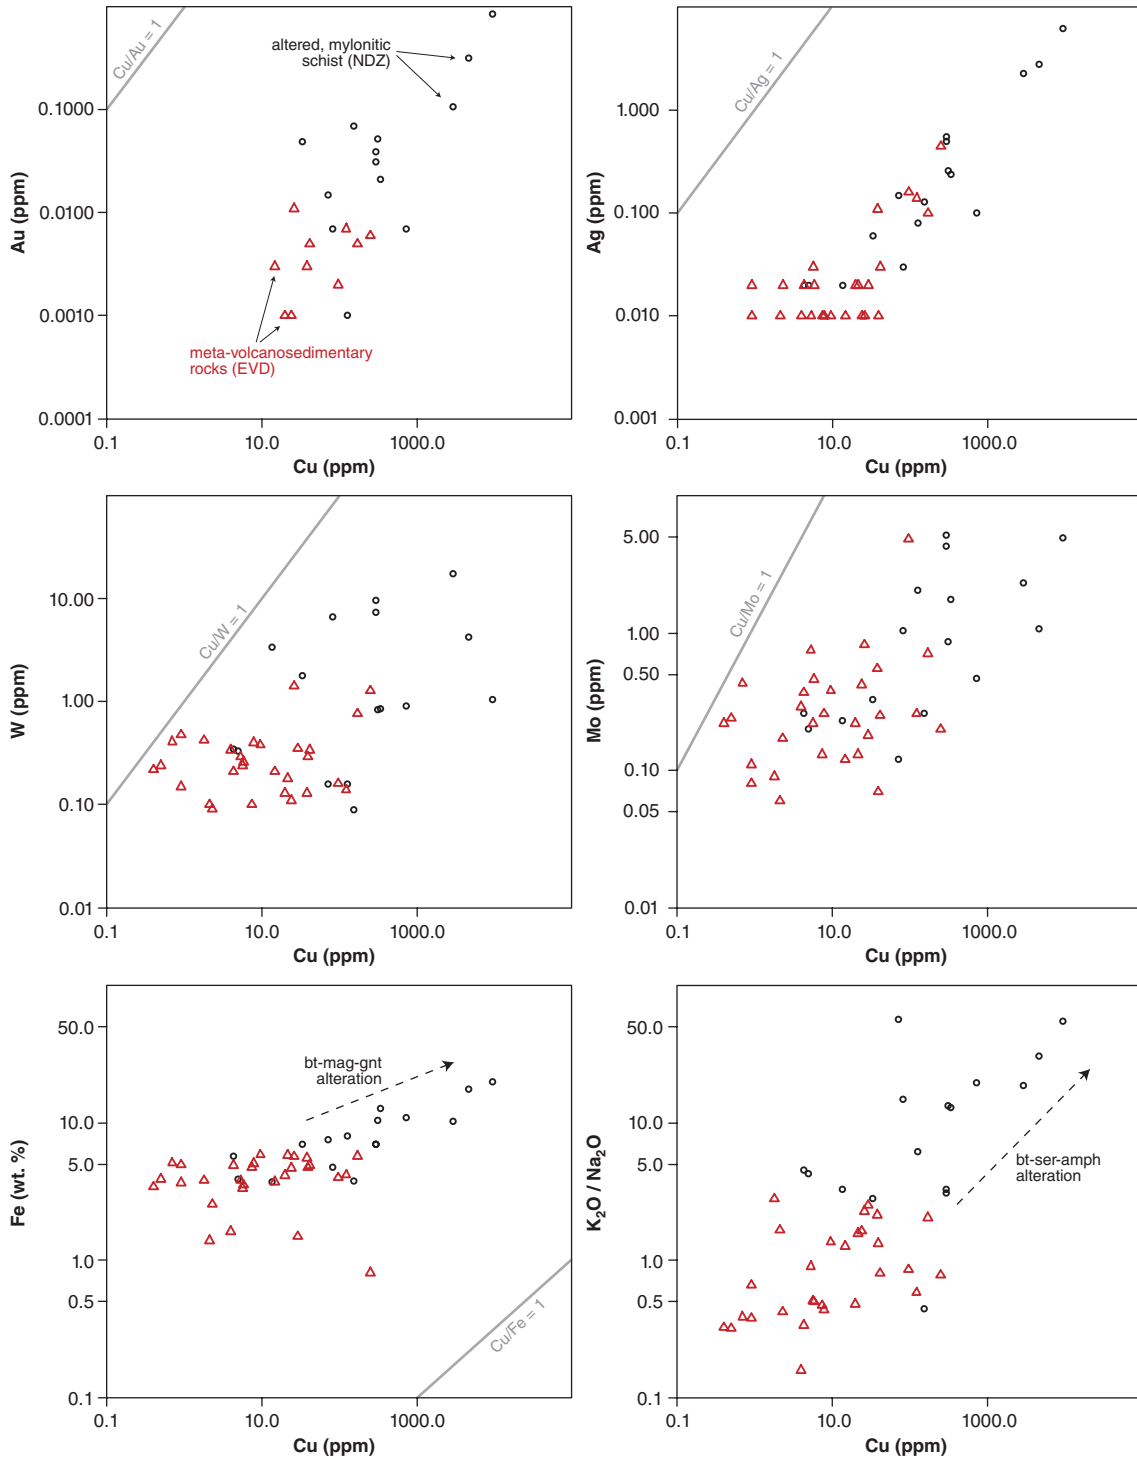 Cu/Au = 1
altered, mylonitic
schist (NDZ)
0.1000
0.0100
0.0010
0.0001
Au (ppm)
meta-volcanosedimentary
rocks (EVD)
0.1
10.0
1000.0
Cu (ppm)
Cu/Ag = 1
1.000
0.100
0.010
0.001
Ag (ppm)
0.1
10.0
1000.0
Cu (ppm)
Cu/W = 1
10.00
1.00
0.10
0.01
W (ppm)
0.1
10.0
1000.0
Cu (ppm)
Cu/Mo = 1
5.00
1.00
0.50
0.10
0.05
0.01
Mo (ppm)
0.1
10.0
1000.0
Cu (ppm)
50.0
10.0
5.0
1.0
0.5
0.1
Fe (wt. %)
bt-mag-gnt
alteration
Cu/Fe = 1
0.1
10.0
1000.0
Cu (ppm)
50.0
10.0
5.0
1.0
0.5
0.1
K₂O / Na₂O
bt-ser-amph
alteration
0.1
10.0
1000.0
Cu (ppm)